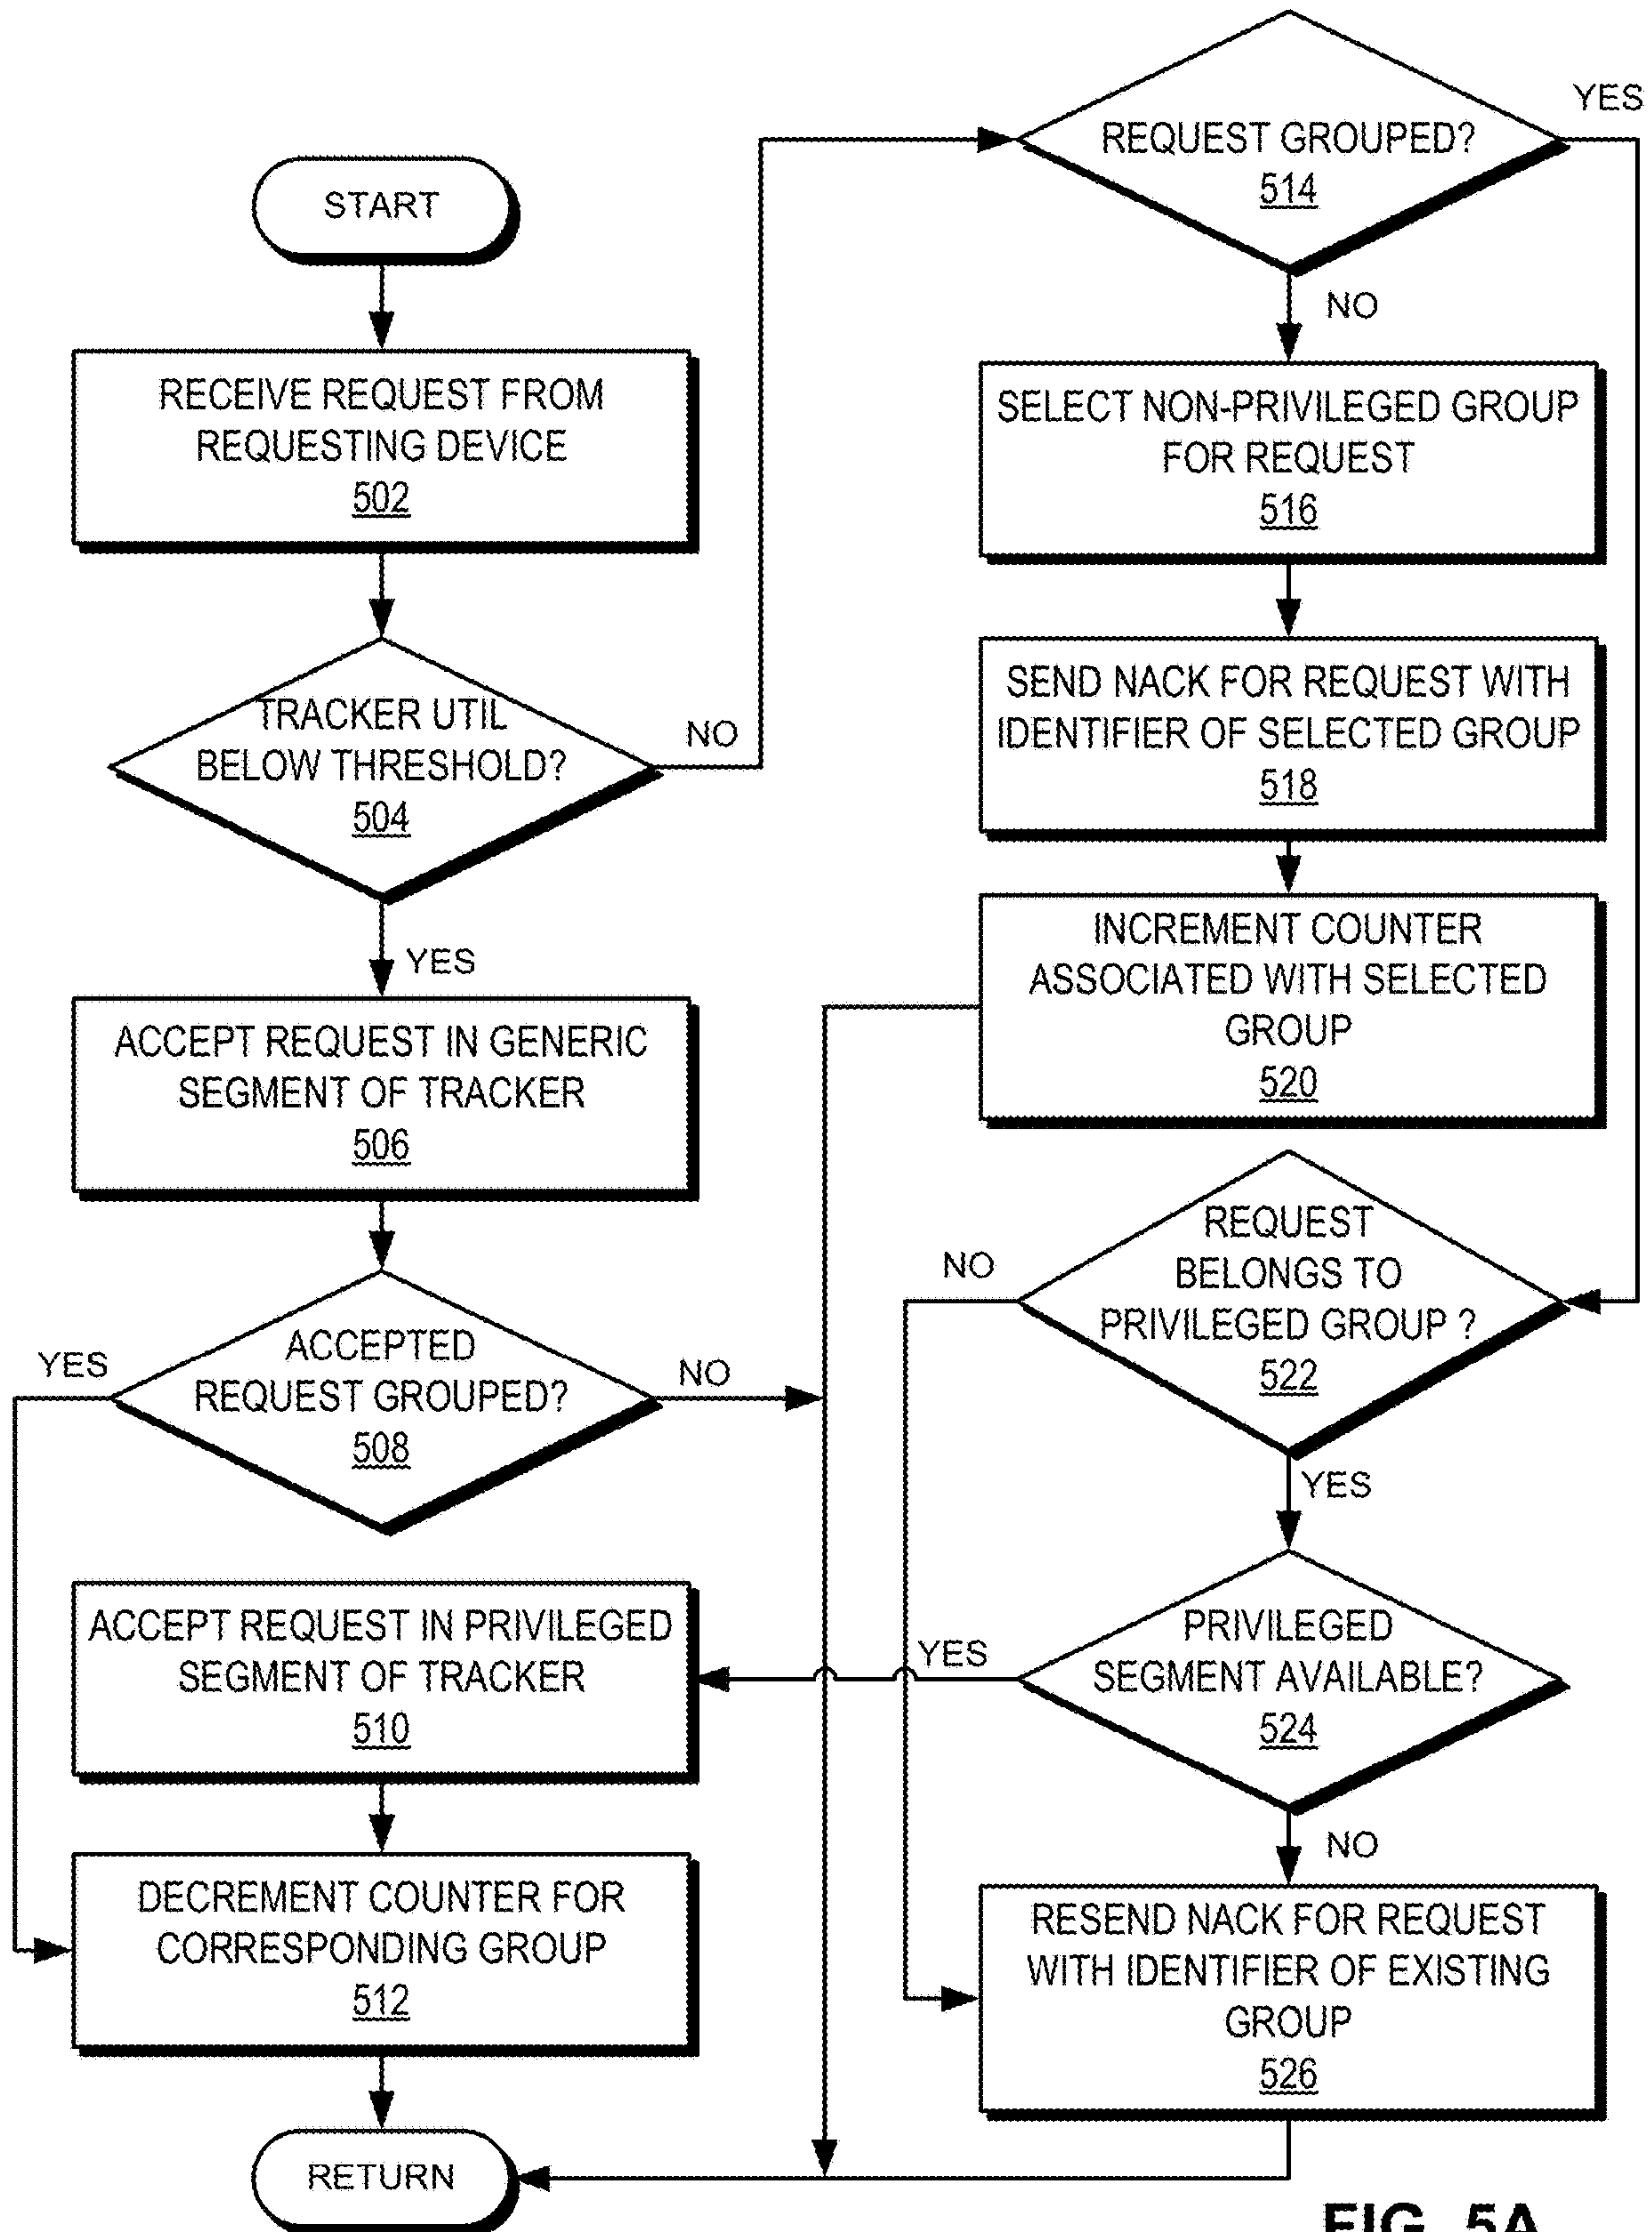 START
RECEIVE REQUEST FROM
REQUESTING DEVICE
502
TRACKER UTIL
BELOW THRESHOLD?
504
NO
YES
ACCEPT REQUEST IN GENERIC
SEGMENT OF TRACKER
506
ACCEPTED
REQUEST GROUPED?
508
YES
NO
ACCEPT REQUEST IN PRIVILEGED
SEGMENT OF TRACKER
510
DECREMENT COUNTER FOR
CORRESPONDING GROUP
512
RETURN
REQUEST GROUPED?
514
YES
NO
SELECT NON-PRIVILEGED GROUP
FOR REQUEST
516
SEND NACK FOR REQUEST WITH
IDENTIFIER OF SELECTED GROUP
518
INCREMENT COUNTER
ASSOCIATED WITH SELECTED
GROUP
520
REQUEST
BELONGS TO
PRIVILEGED GROUP ?
522
NO
YES
PRIVILEGED
SEGMENT AVAILABLE?
524
YES
NO
RESEND NACK FOR REQUEST
WITH IDENTIFIER OF EXISTING
GROUP
526
FIG. 5A